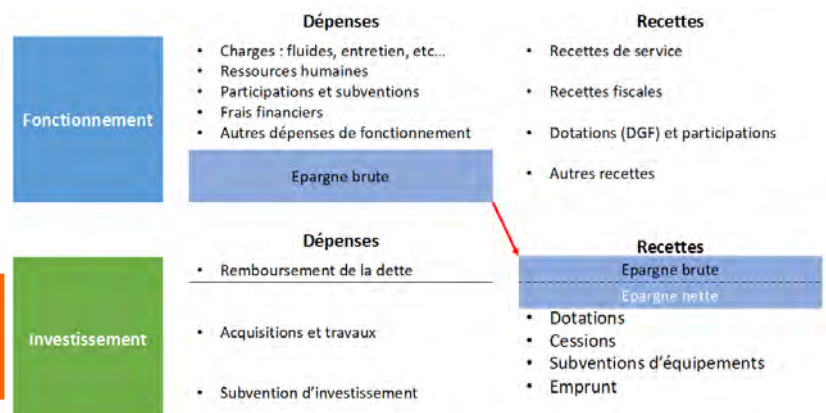 Dépenses
Recettes
Fonctionnement
• Charges : fluides, entretien, etc...
• Ressources humaines
• Participations et subventions
• Frais financiers
• Autres dépenses de fonctionnement
Epargne brute
• Recettes de service
• Recettes fiscales
• Dotations (DGF) et participations
• Autres recettes
Dépenses
Recettes
Investissement
• Remboursement de la dette
• Acquisitions et travaux
• Subvention d'investissement
Epargne brute
Epargne nette
• Dotations
• Cessions
• Subventions d'équipements
• Emprunt